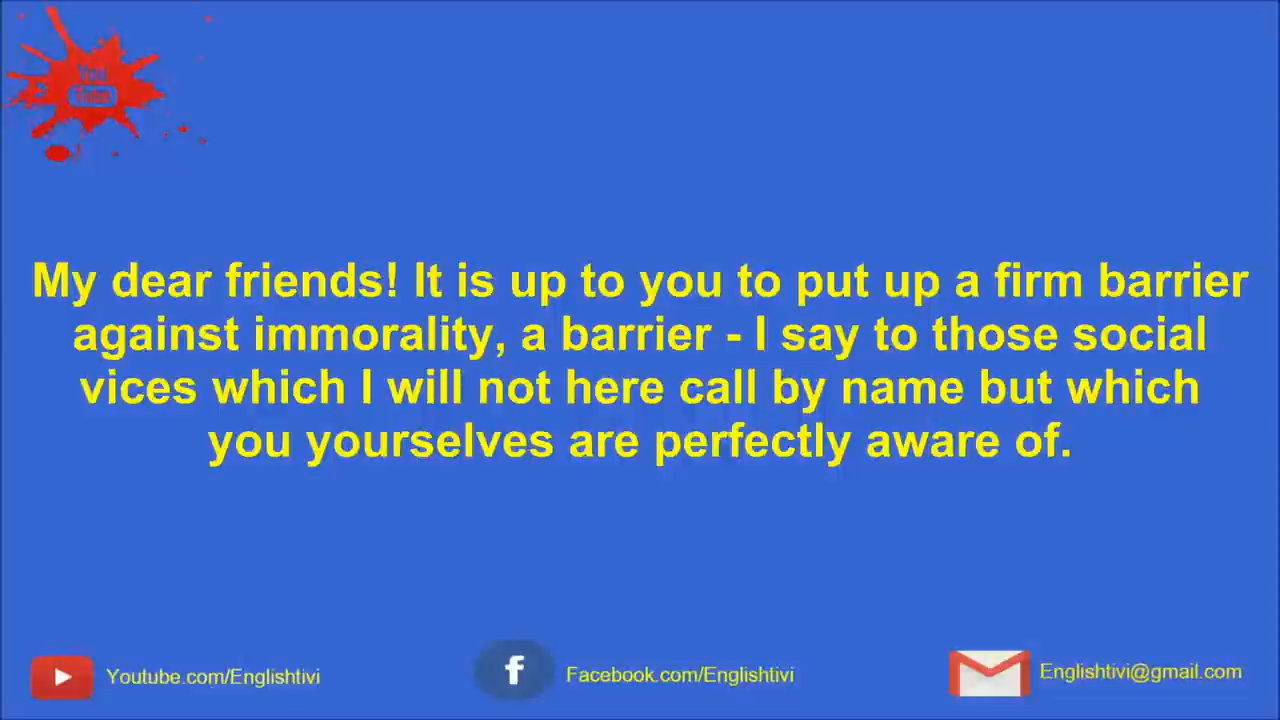 You
Tube
My dear friends! It is up to you to put up a firm barrier
against immorality, a barrier - I say to those social
vices which I will not here call by name but which
you yourselves are perfectly aware of.
Youtube.com/Englishtivi
f
Facebook.com/Englishtivi
Englishtivi@gmail.com